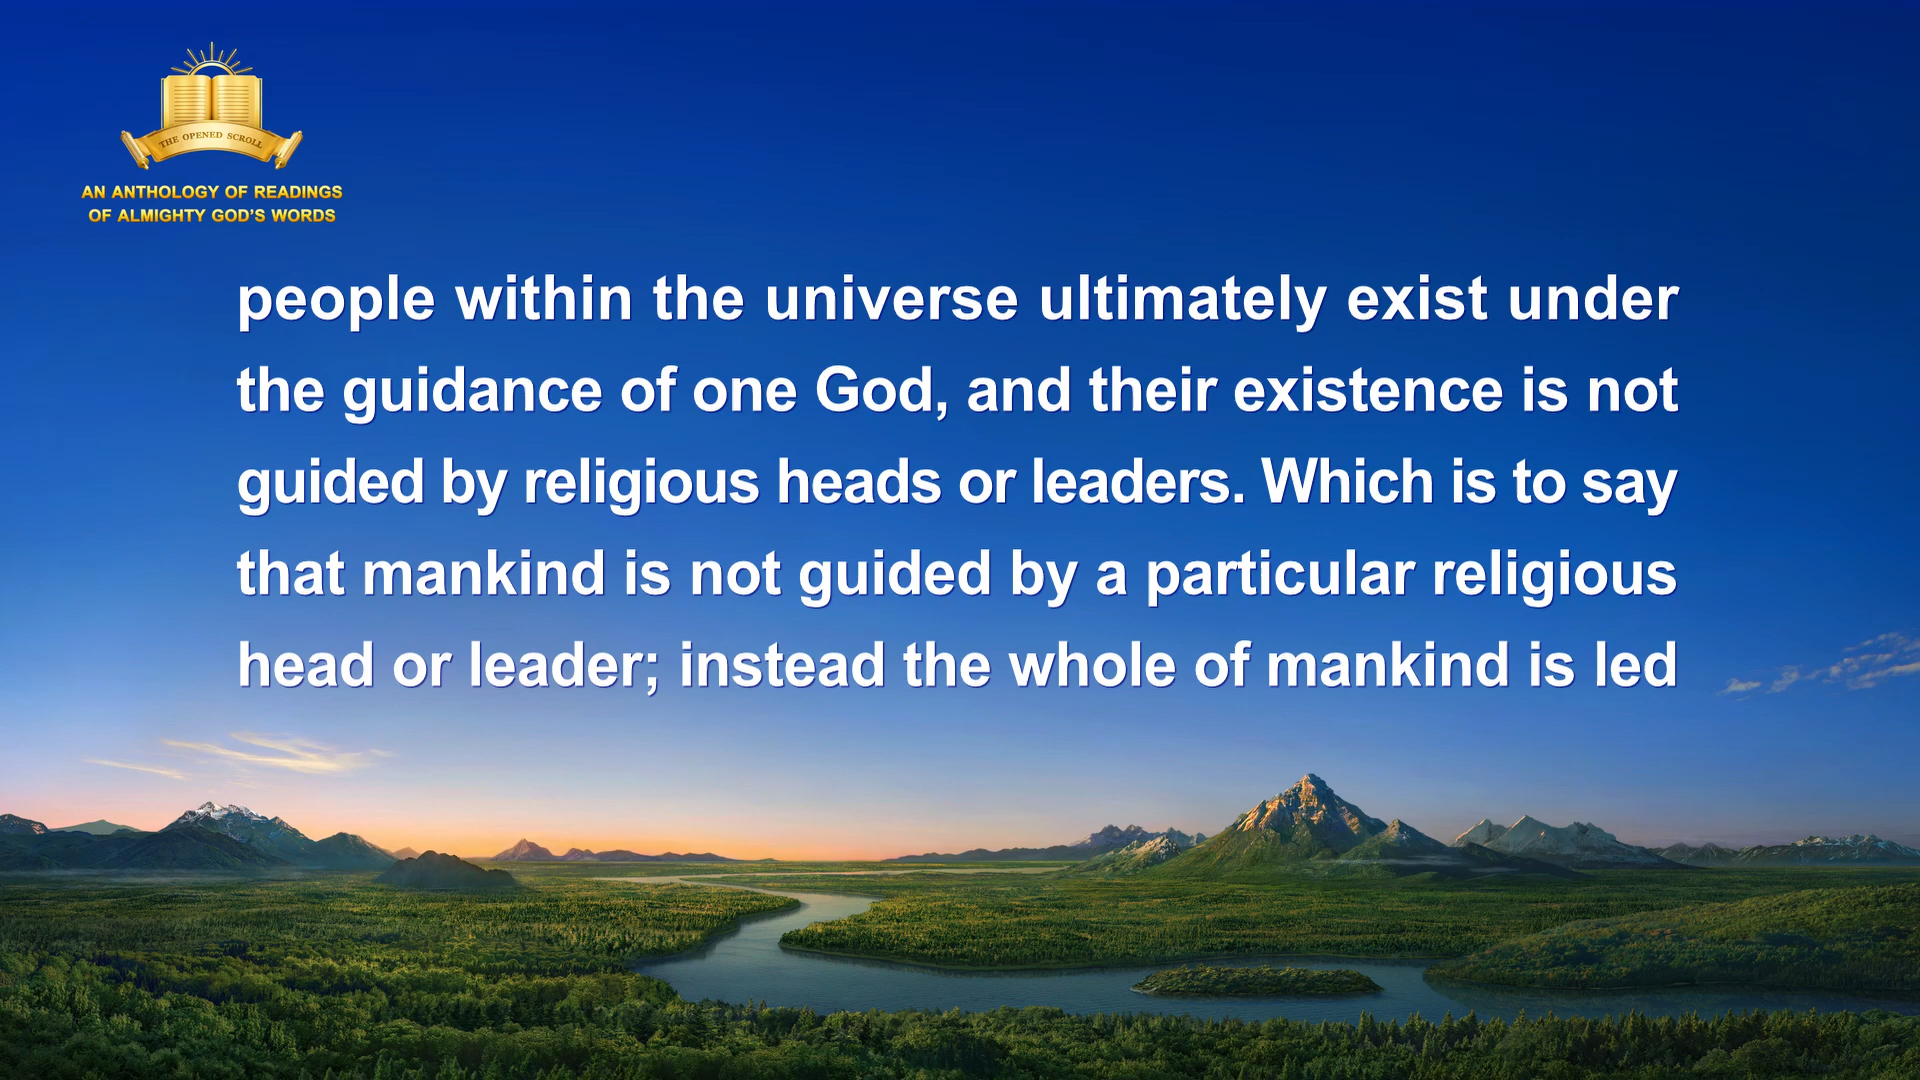 THE OPENED SCROLL
AN ANTHOLOGY OF READINGS
OF ALMIGHTY GOD'S WORDS
people within the universe ultimately exist under
the guidance of one God, and their existence is not
guided by religious heads or leaders. Which is to say
that mankind is not guided by a particular religious
head or leader; instead the whole of mankind is led